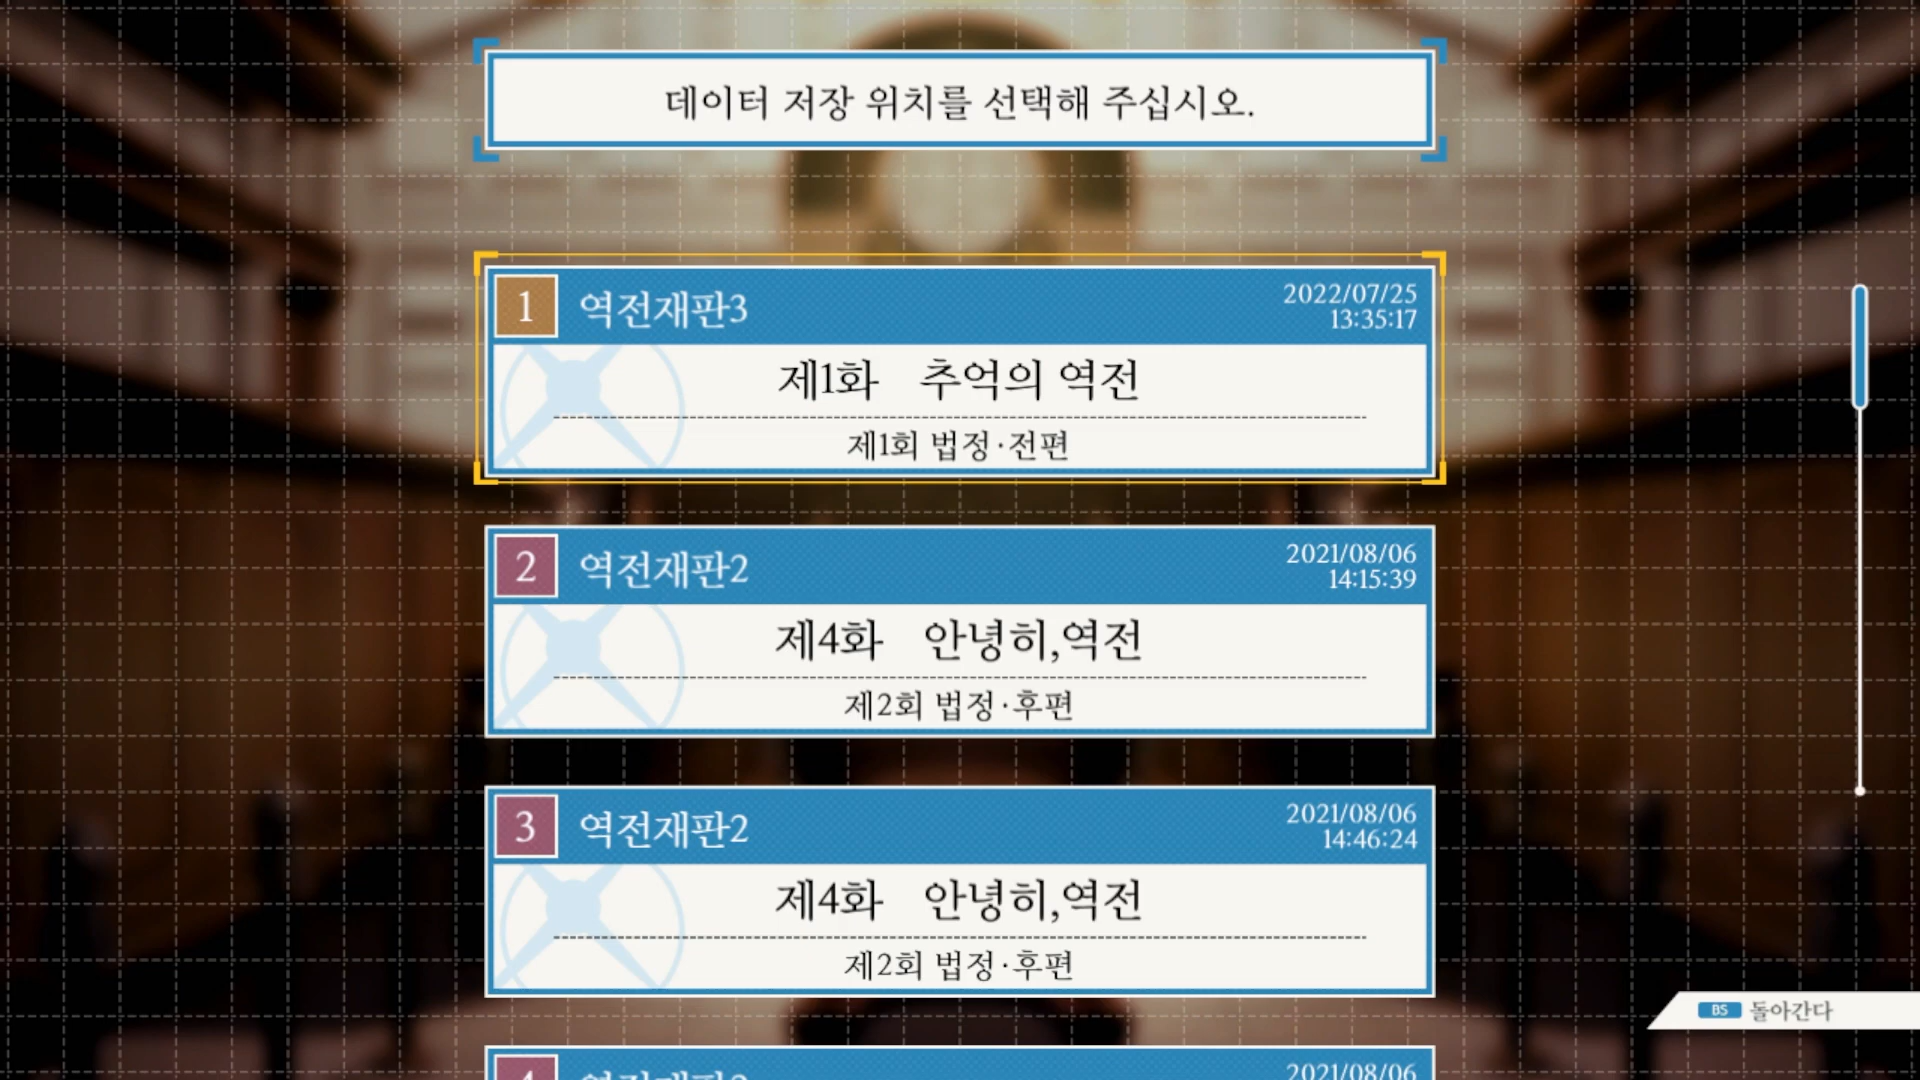 데이터 저장 위치를 선택해 주십시오.
1 역전재판3 2022/07/25
13:35:17
제1화 추억의 역전
제1회 법정·전편
2 역전재판2 2021/08/06
14:15:39
제4화 안녕히,역전
제2회 법정·후편
3 역전재판2 2021/08/06
14:46:24
제4화 안녕히,역전
제2회 법정·후편
BS 돌아간다
2021/08/06